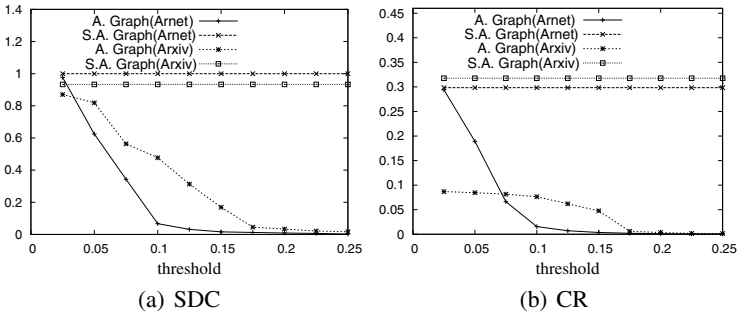 A. Graph(Arnet)
S.A. Graph(Arnet)
A. Graph(Arxiv)
S.A. Graph(Arxiv)
1.4
1.2
1
0.8
0.6
0.4
0.2
0
0 0.05 0.1 0.15 0.2 0.25
threshold
(a) SDC
A. Graph(Arnet)
S.A. Graph(Arnet)
A. Graph(Arxiv)
S.A. Graph(Arxiv)
0.45
0.4
0.35
0.3
0.25
0.2
0.15
0.1
0.05
0
0 0.05 0.1 0.15 0.2 0.25
threshold
(b) CR